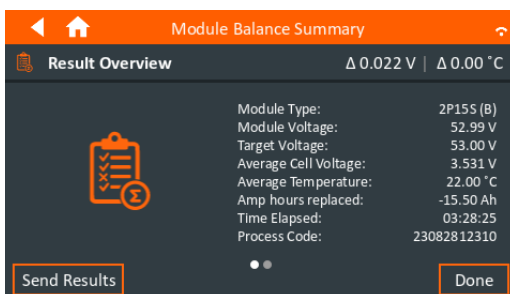 Module Balance Summary
Result Overview Δ 0.022 V | Δ 0.00 °C
Module Type: 2P15S (B)
Module Voltage: 52.99 V
Target Voltage: 53.00 V
Average Cell Voltage: 3.531 V
Average Temperature: 22.00 °C
Amp hours replaced: -15.50 Ah
Time Elapsed: 03:28:25
Process Code: 23082812310
Send Results Done